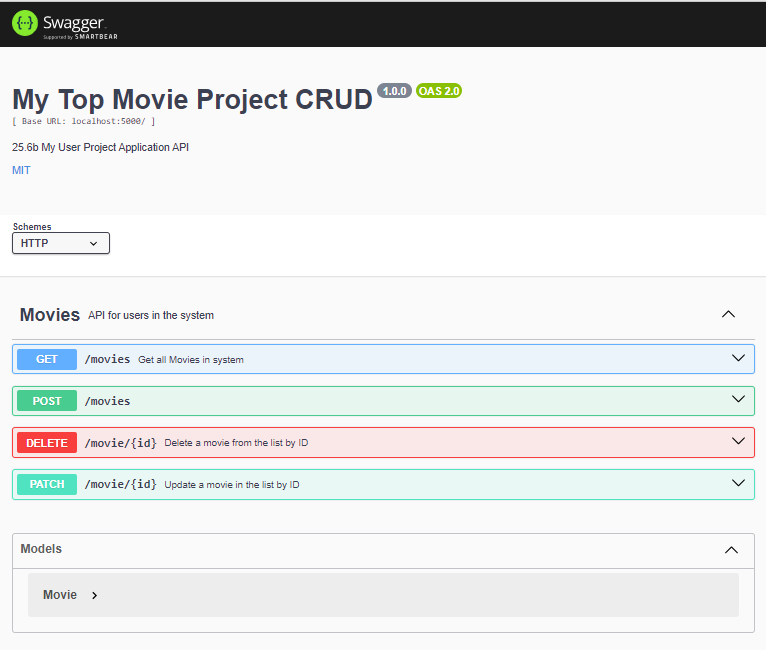 Swagger.
Supported by SMARTBEAR
My Top Movie Project CRUD 1.0.0 OAS 2.0
[ Base URL: localhost:5000/ ]
25.6b My User Project Application API
MIT
Schemes
HTTP
Movies API for users in the system
GET /movies Get all Movies in system
POST /movies
DELETE /movie/{id} Delete a movie from the list by ID
PATCH /movie/{id} Update a movie in the list by ID
Models
Movie